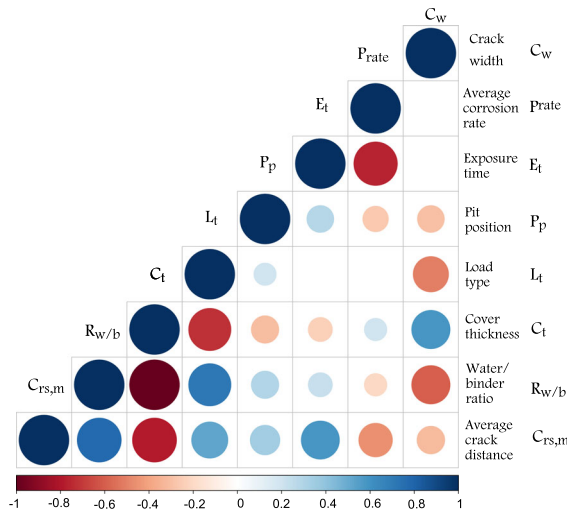 Cw
Prate
Crack
width
Cw
Et
Average
corrosion
rate
Prate
Pp
Exposure
time
Et
Lt
Pit
position
Pp
Ct
Load
type
Lt
Rw/b
Cover
thickness
Ct
Crs,m
Water/
binder
ratio
Rw/b
Average
crack
distance
Crs,m
-1 -0.8 -0.6 -0.4 -0.2 0 0.2 0.4 0.6 0.8 1